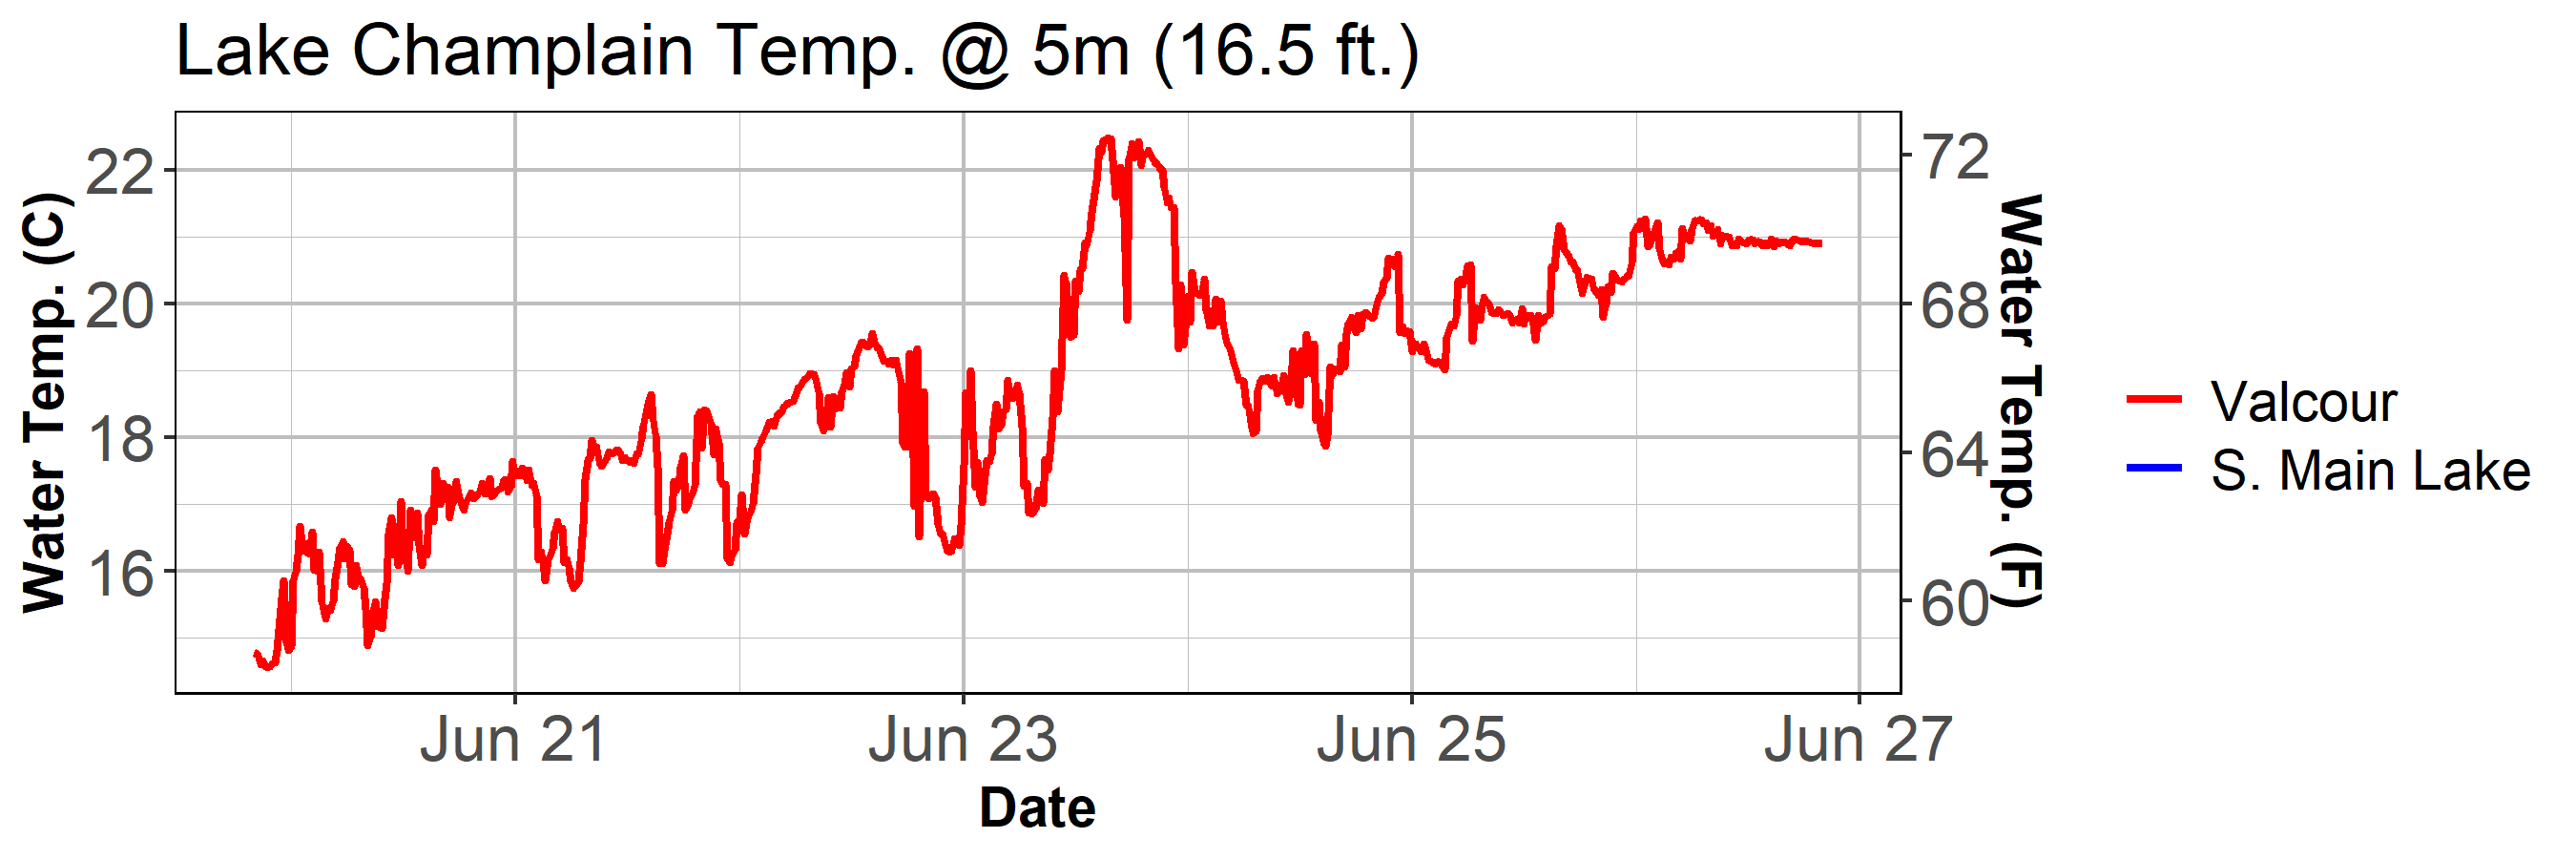 Lake Champlain Temp. @ 5m (16.5 ft.)
Water Temp. (C)
22
20
18
16
72
68
64
60
Water Temp. (F)
Jun 21
Jun 23
Jun 25
Jun 27
Date
Valcour
S. Main Lake